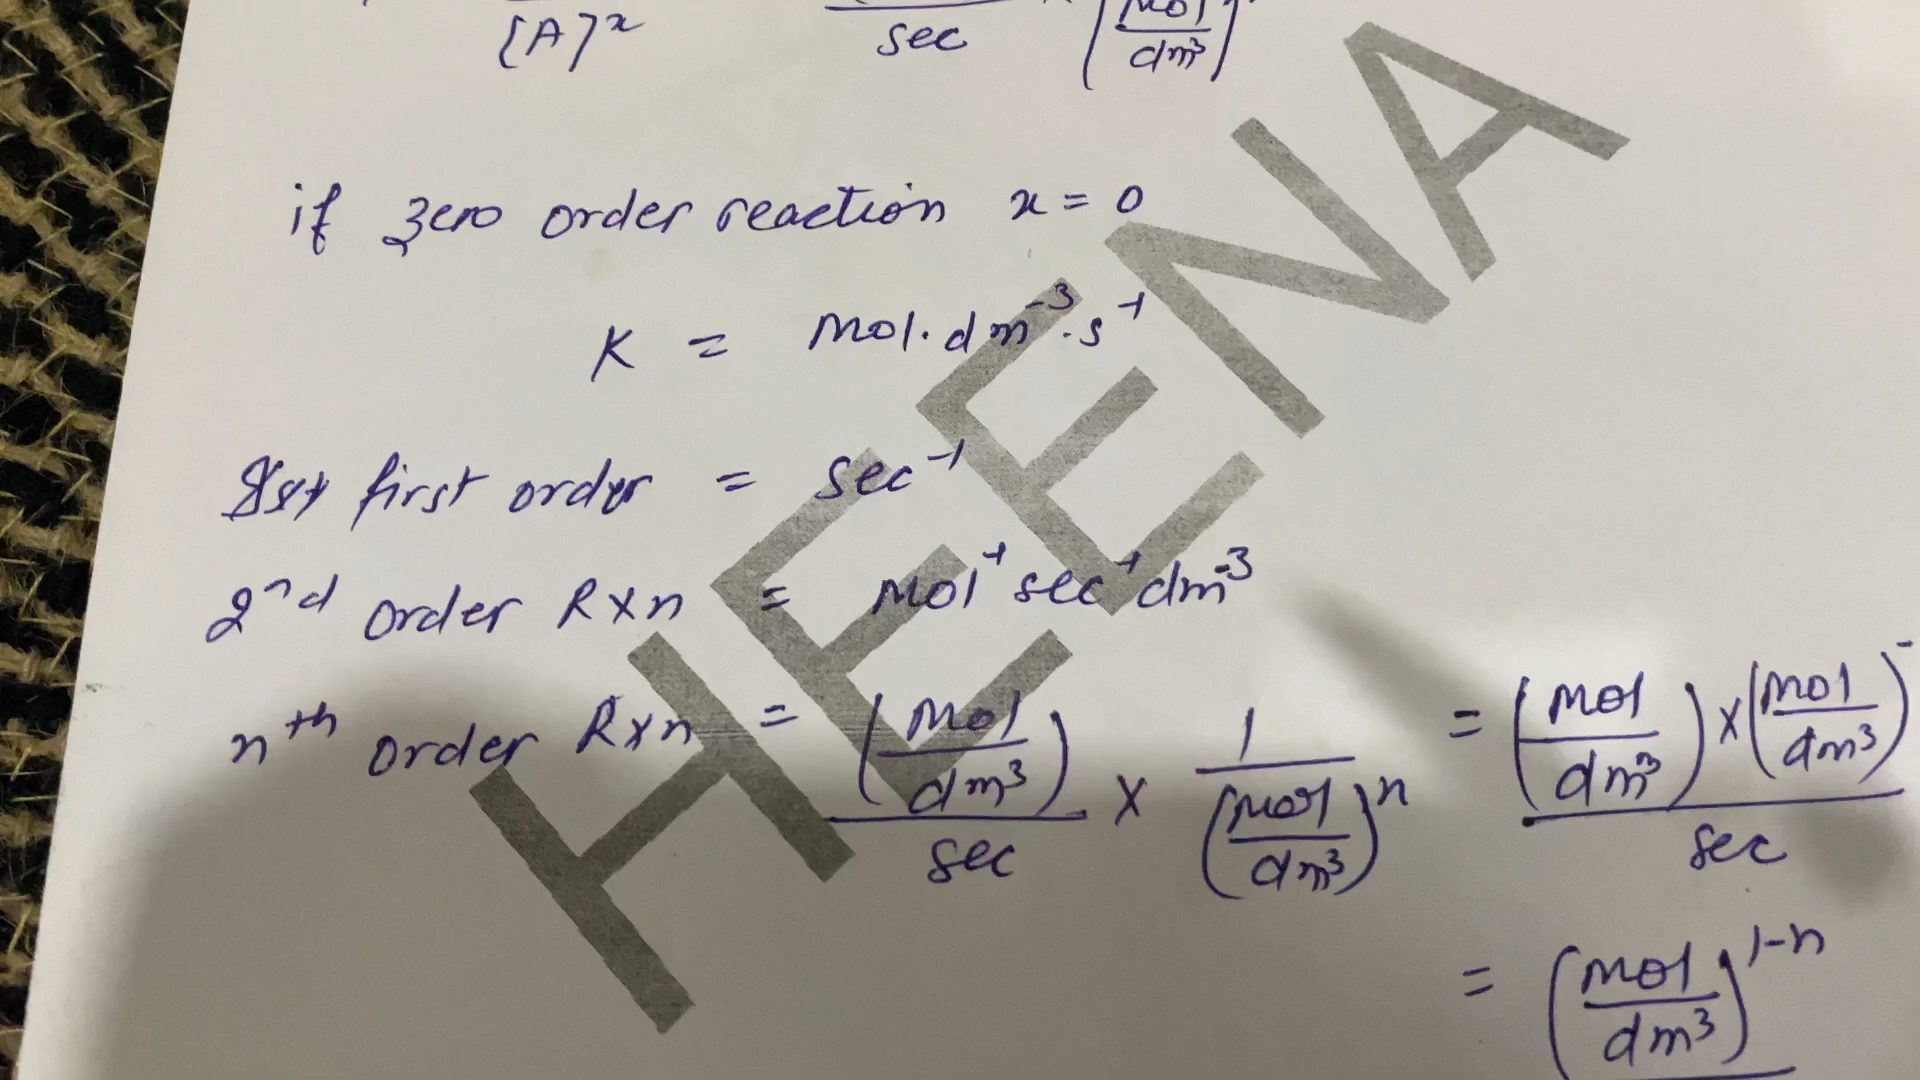 [A]ˣ sec (mol/dm³)
if zero order reaction x = 0
K = mol. dm⁻³. s⁻¹
first order = sec⁻¹
2ⁿᵈ order Rxn = mol⁻¹ sec⁻¹ dm⁻³
nᵗʰ order Rxn = (mol/dm³)/sec × 1/(mol/dm³)ⁿ = (mol/dm³) × (mol/dm³)⁻ / sec
= (mol/dm³)¹⁻ⁿ
HEENA